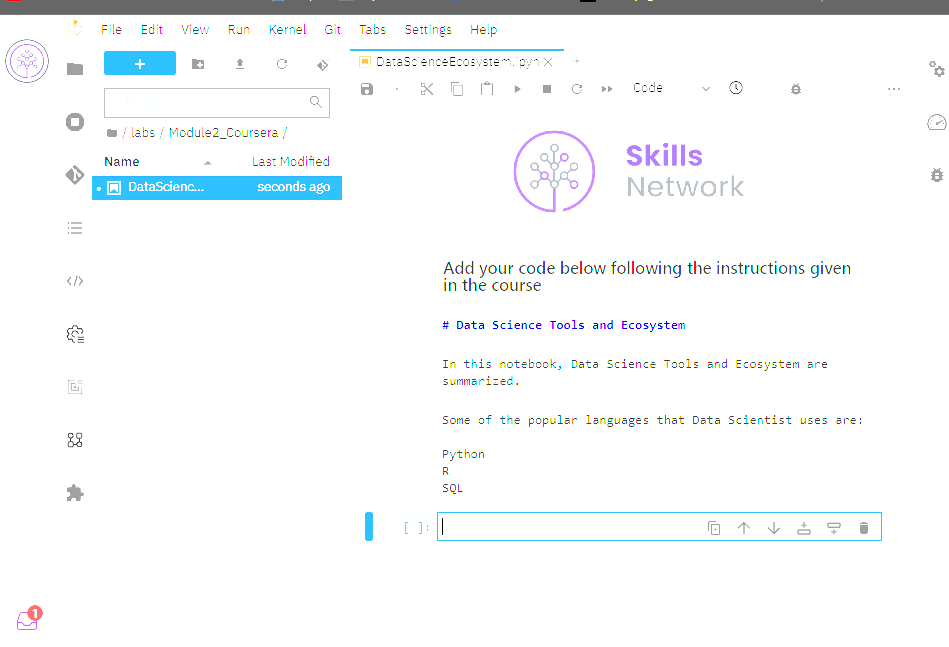 File Edit View Run Kernel Git Tabs Settings Help
DataScienceEcosystem.ipyn
Code
/ labs / Module2_Coursera /
Name Last Modified
DataScienc... seconds ago
Skills
Network
Add your code below following the instructions given
in the course
# Data Science Tools and Ecosystem
In this notebook, Data Science Tools and Ecosystem are
summarized.
Some of the popular languages that Data Scientist uses are:
Python
R
SQL
[ ]:
1